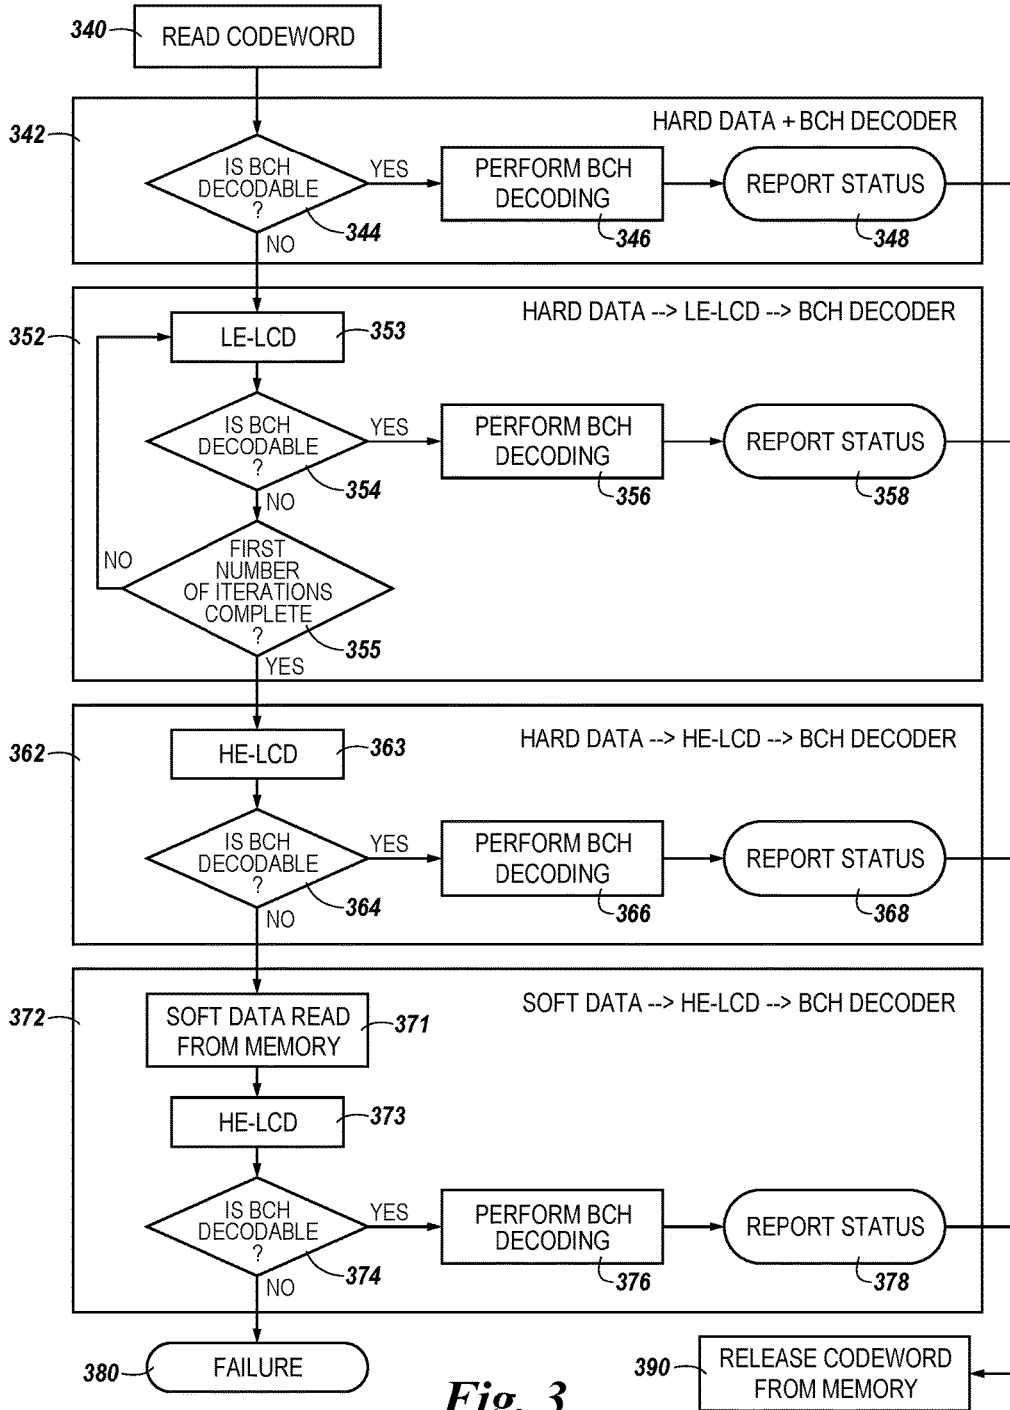 340
READ CODEWORD
342
HARD DATA + BCH DECODER
IS BCH
DECODABLE
?
344
YES
NO
PERFORM BCH
DECODING
346
REPORT STATUS
348
352
HARD DATA --> LE-LCD --> BCH DECODER
LE-LCD
353
IS BCH
DECODABLE
?
354
YES
NO
PERFORM BCH
DECODING
356
REPORT STATUS
358
FIRST
NUMBER
OF ITERATIONS
COMPLETE
?
355
NO
YES
362
HARD DATA --> HE-LCD --> BCH DECODER
HE-LCD
363
IS BCH
DECODABLE
?
364
YES
NO
PERFORM BCH
DECODING
366
REPORT STATUS
368
372
SOFT DATA --> HE-LCD --> BCH DECODER
SOFT DATA READ
FROM MEMORY
371
HE-LCD
373
IS BCH
DECODABLE
?
374
YES
NO
PERFORM BCH
DECODING
376
REPORT STATUS
378
380
FAILURE
390
RELEASE CODEWORD
FROM MEMORY
Fig. 3